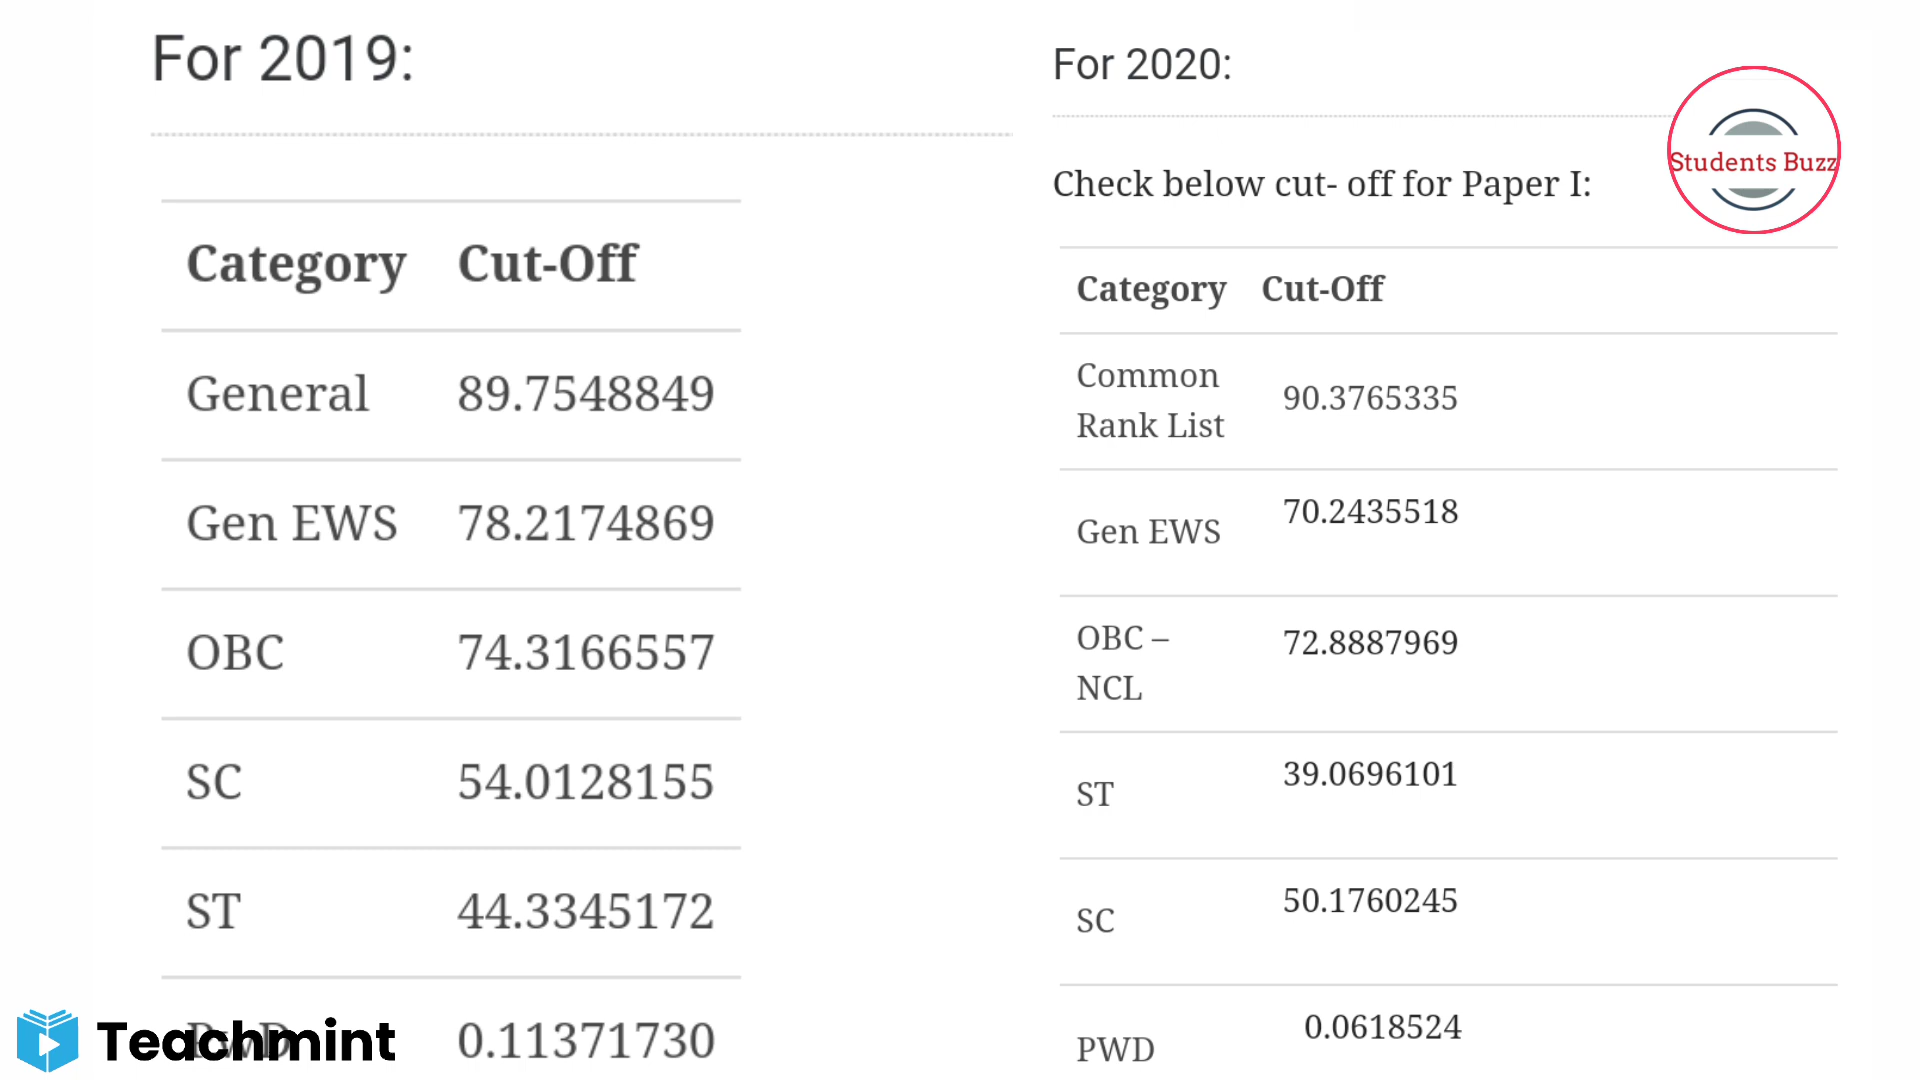 For 2019:
Category Cut-Off
General 89.7548849
Gen EWS 78.2174869
OBC 74.3166557
SC 54.0128155
ST 44.3345172
PwD 0.11371730
Teachmint
For 2020:
Students Buzz
Check below cut- off for Paper I:
Category Cut-Off
Common
Rank List 90.3765335
Gen EWS 70.2435518
OBC – 72.8887969
NCL
ST 39.0696101
SC 50.1760245
PWD 0.0618524